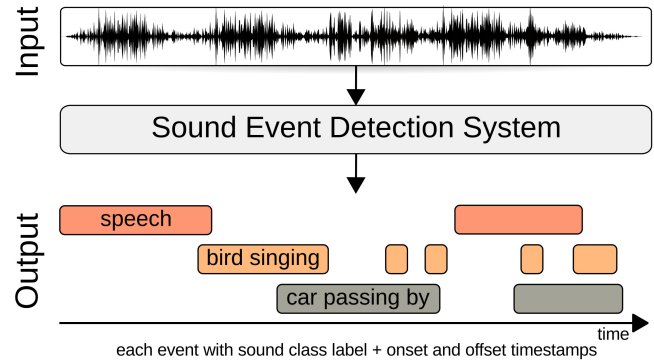 Input
Sound Event Detection System
Output
speech
bird singing
car passing by
time
each event with sound class label + onset and offset timestamps